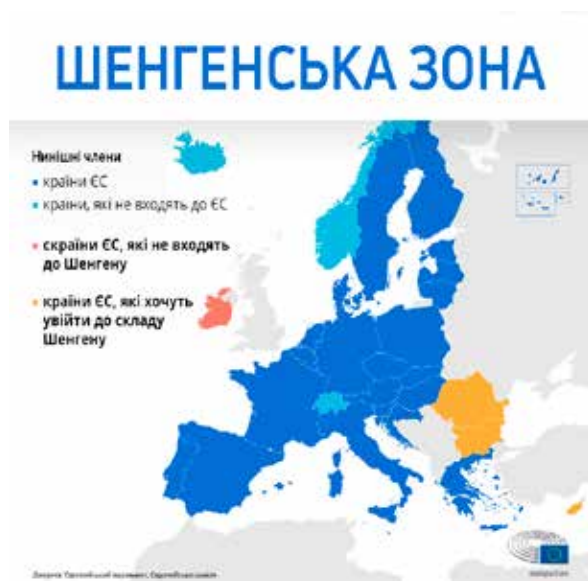 ШЕНГЕНСЬКА ЗОНА
Нинішні члени
країни ЄС
країни, які не входять до ЄС
скраїни ЄС, які не входять
до Шенгену
країни ЄС, які хочуть
увійти до складу
Шенгену